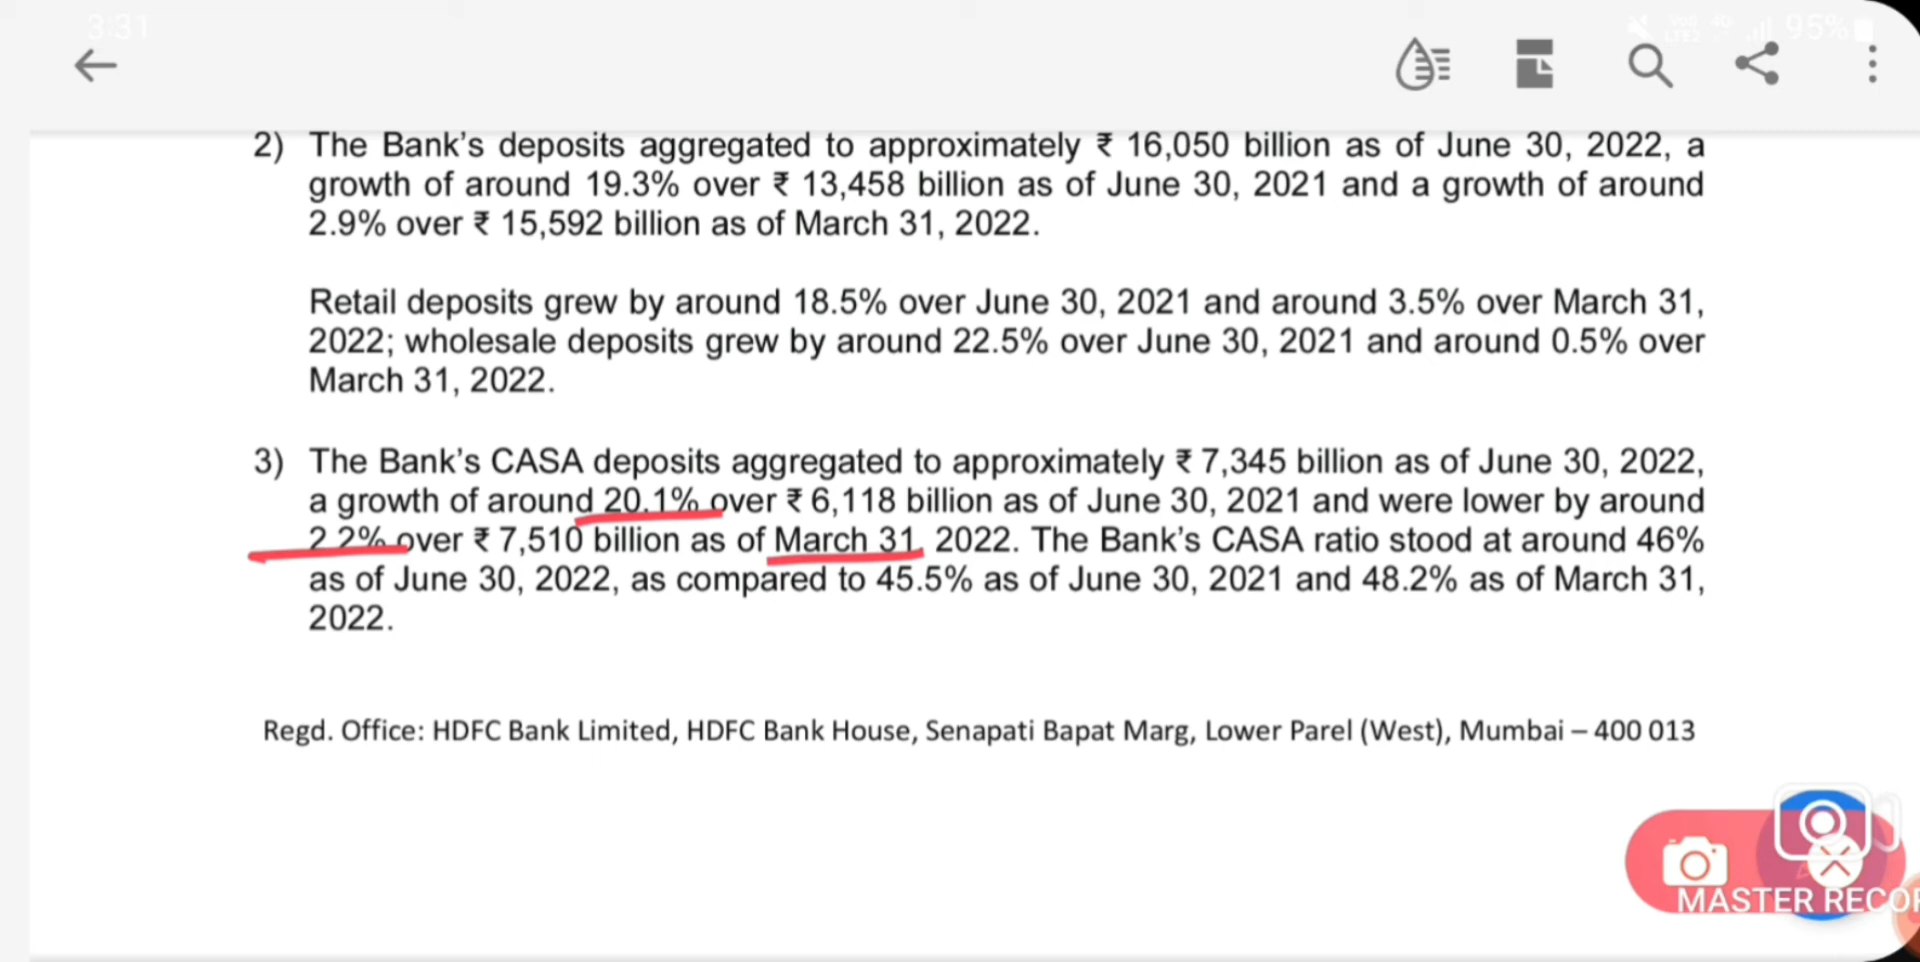 3:31
95%
2) The Bank's deposits aggregated to approximately ₹ 16,050 billion as of June 30, 2022, a
growth of around 19.3% over ₹ 13,458 billion as of June 30, 2021 and a growth of around
2.9% over ₹ 15,592 billion as of March 31, 2022.
Retail deposits grew by around 18.5% over June 30, 2021 and around 3.5% over March 31,
2022; wholesale deposits grew by around 22.5% over June 30, 2021 and around 0.5% over
March 31, 2022.
3) The Bank's CASA deposits aggregated to approximately ₹ 7,345 billion as of June 30, 2022,
a growth of around 20.1% over ₹ 6,118 billion as of June 30, 2021 and were lower by around
2.2% over ₹ 7,510 billion as of March 31, 2022. The Bank's CASA ratio stood at around 46%
as of June 30, 2022, as compared to 45.5% as of June 30, 2021 and 48.2% as of March 31,
2022.
Regd. Office: HDFC Bank Limited, HDFC Bank House, Senapati Bapat Marg, Lower Parel (West), Mumbai – 400 013
MASTER RECOR